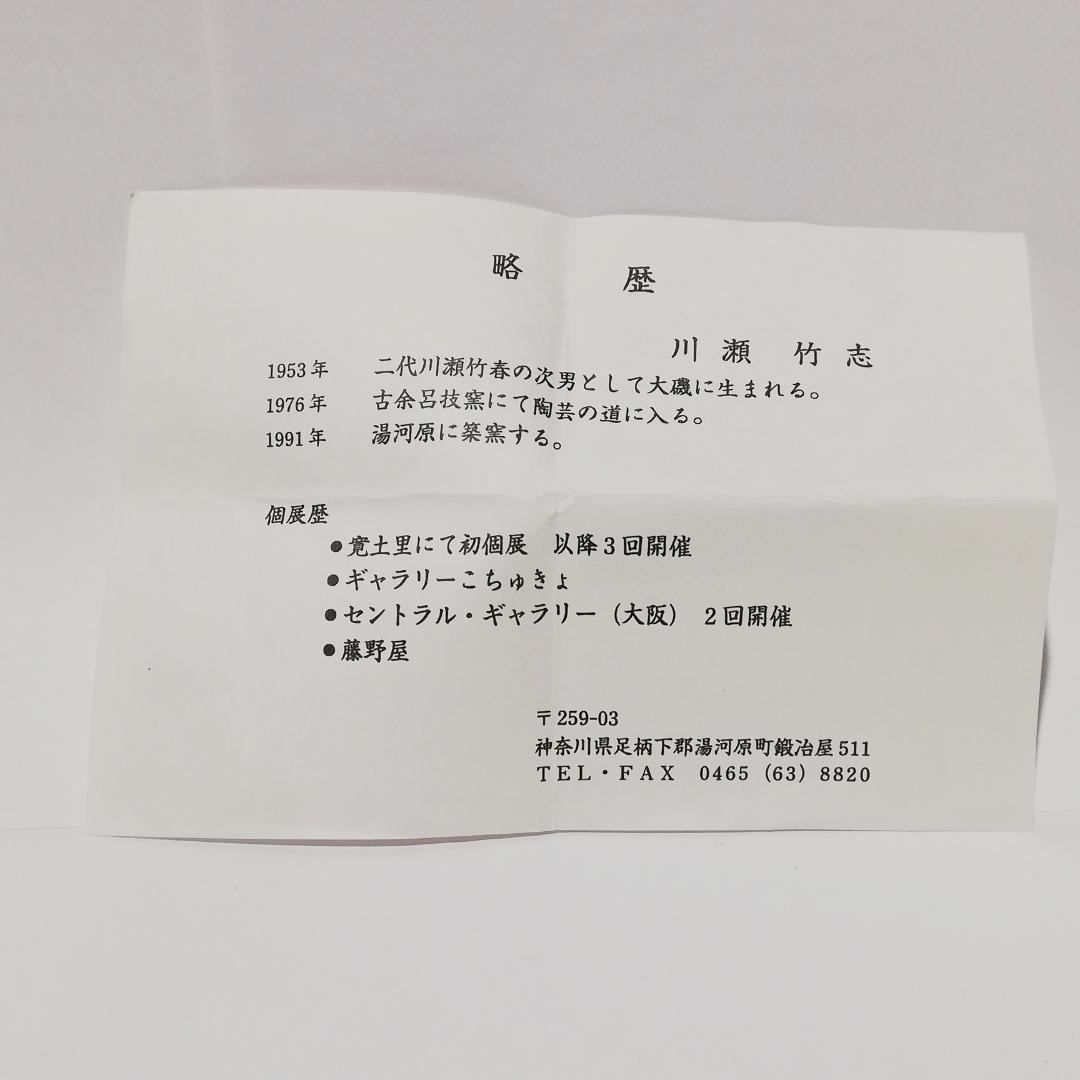 略 歴
川瀬 竹志
1953年 二代川瀬竹春の次男として大磯に生まれる。
1976年 古余呂技窯にて陶芸の道に入る。
1991年 湯河原に築窯する。
個展歴
●寛土里にて初個展 以降3回開催
●ギャラリーこちゅきょ
●セントラル・ギャラリー(大阪) 2回開催
●藤野屋
〒259-03
神奈川県足柄下郡湯河原町鍛冶屋511
TEL・FAX 0465(63)8820